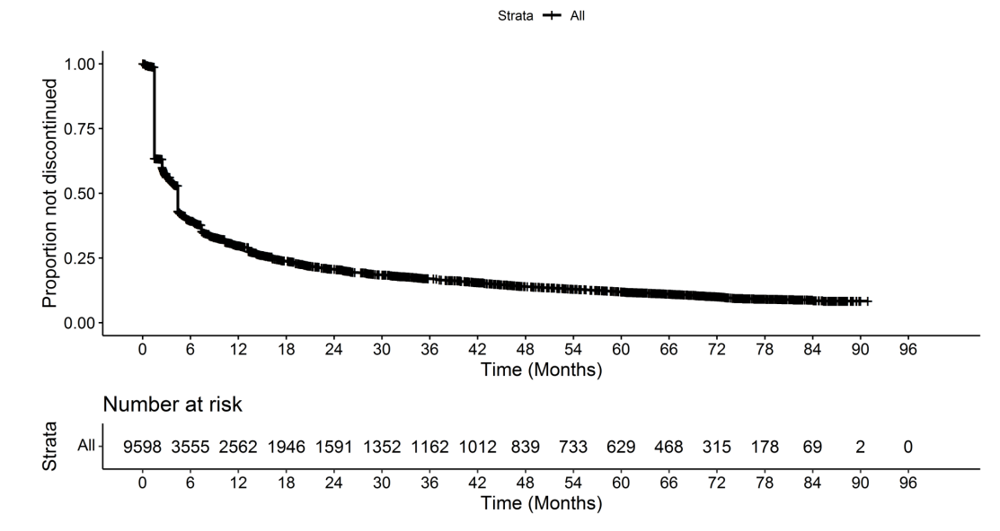 Strata All
Proportion not discontinued
1.00
0.75
0.50
0.25
0.00
0 6 12 18 24 30 36 42 48 54 60 66 72 78 84 90 96
Time (Months)
Number at risk
Strata
All 9598 3555 2562 1946 1591 1352 1162 1012 839 733 629 468 315 178 69 2 0
0 6 12 18 24 30 36 42 48 54 60 66 72 78 84 90 96
Time (Months)